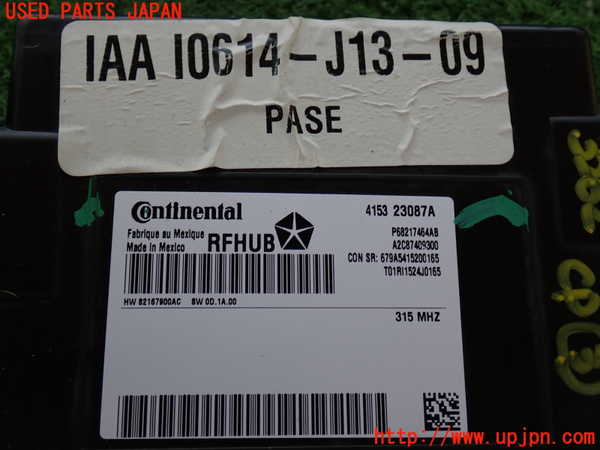 USED PARTS JAPAN
IAA I0614-J13-09
PASE
Continental
4153 23087A
Fabrique au Mexique
Made in Mexico
RFHUB
P68217464AB
A2C87409300
CON SR: 679A5415200165
T01RI1524J0165
HW 82167900AC SW 0D.1A.00
315 MHZ
http://www.upjpn.com/